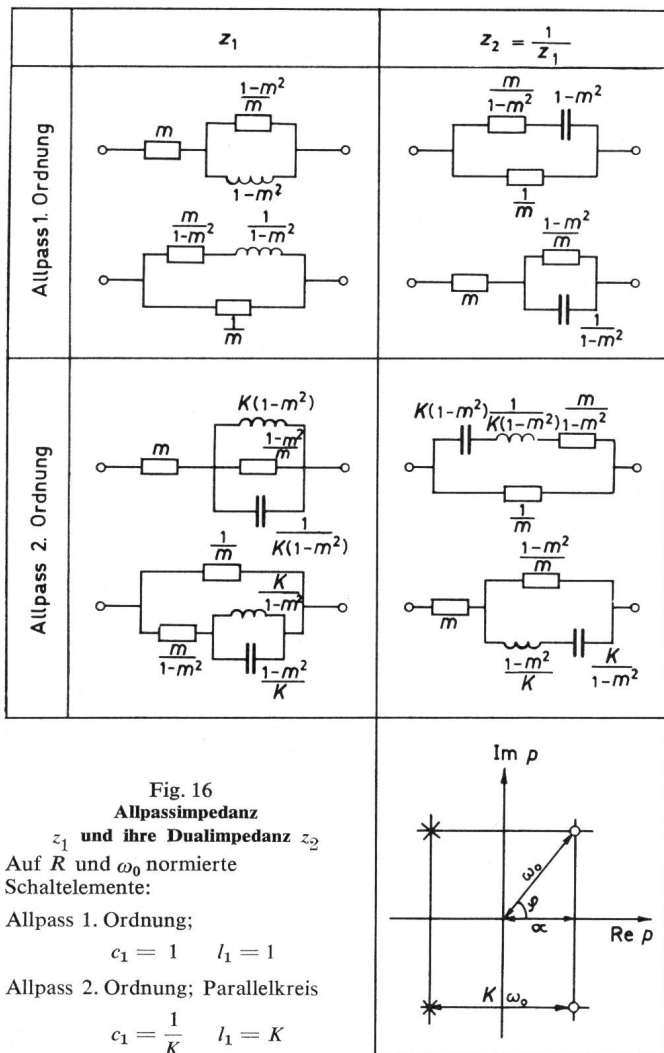 z₁
z₂ = 1/z₁
Allpass 1. Ordnung
m
(1−m²)/m
1−m²
m/(1−m²)
1−m²
1/m
m/(1−m²)
1/(1−m²)
1/m
m
(1−m²)/m
1/(1−m²)
Allpass 2. Ordnung
m
K(1−m²)
(1−m²)/m
1/(K(1−m²))
K(1−m²)
1/(K(1−m²))
m/(1−m²)
1/m
1/m
m/(1−m²)
K/(1−m²)
(1−m²)/K
m
(1−m²)/m
(1−m²)/K
K/(1−m²)
Fig. 16
Allpassimpedanz
z₁ und ihre Dualimpedanz z₂
Auf R und ω₀ normierte
Schaltelemente:
Allpass 1. Ordnung;
c₁ = 1 l₁ = 1
Allpass 2. Ordnung; Parallelkreis
c₁ = 1/K l₁ = K
Im p
ω₀
φ
α
Re p
K ω₀